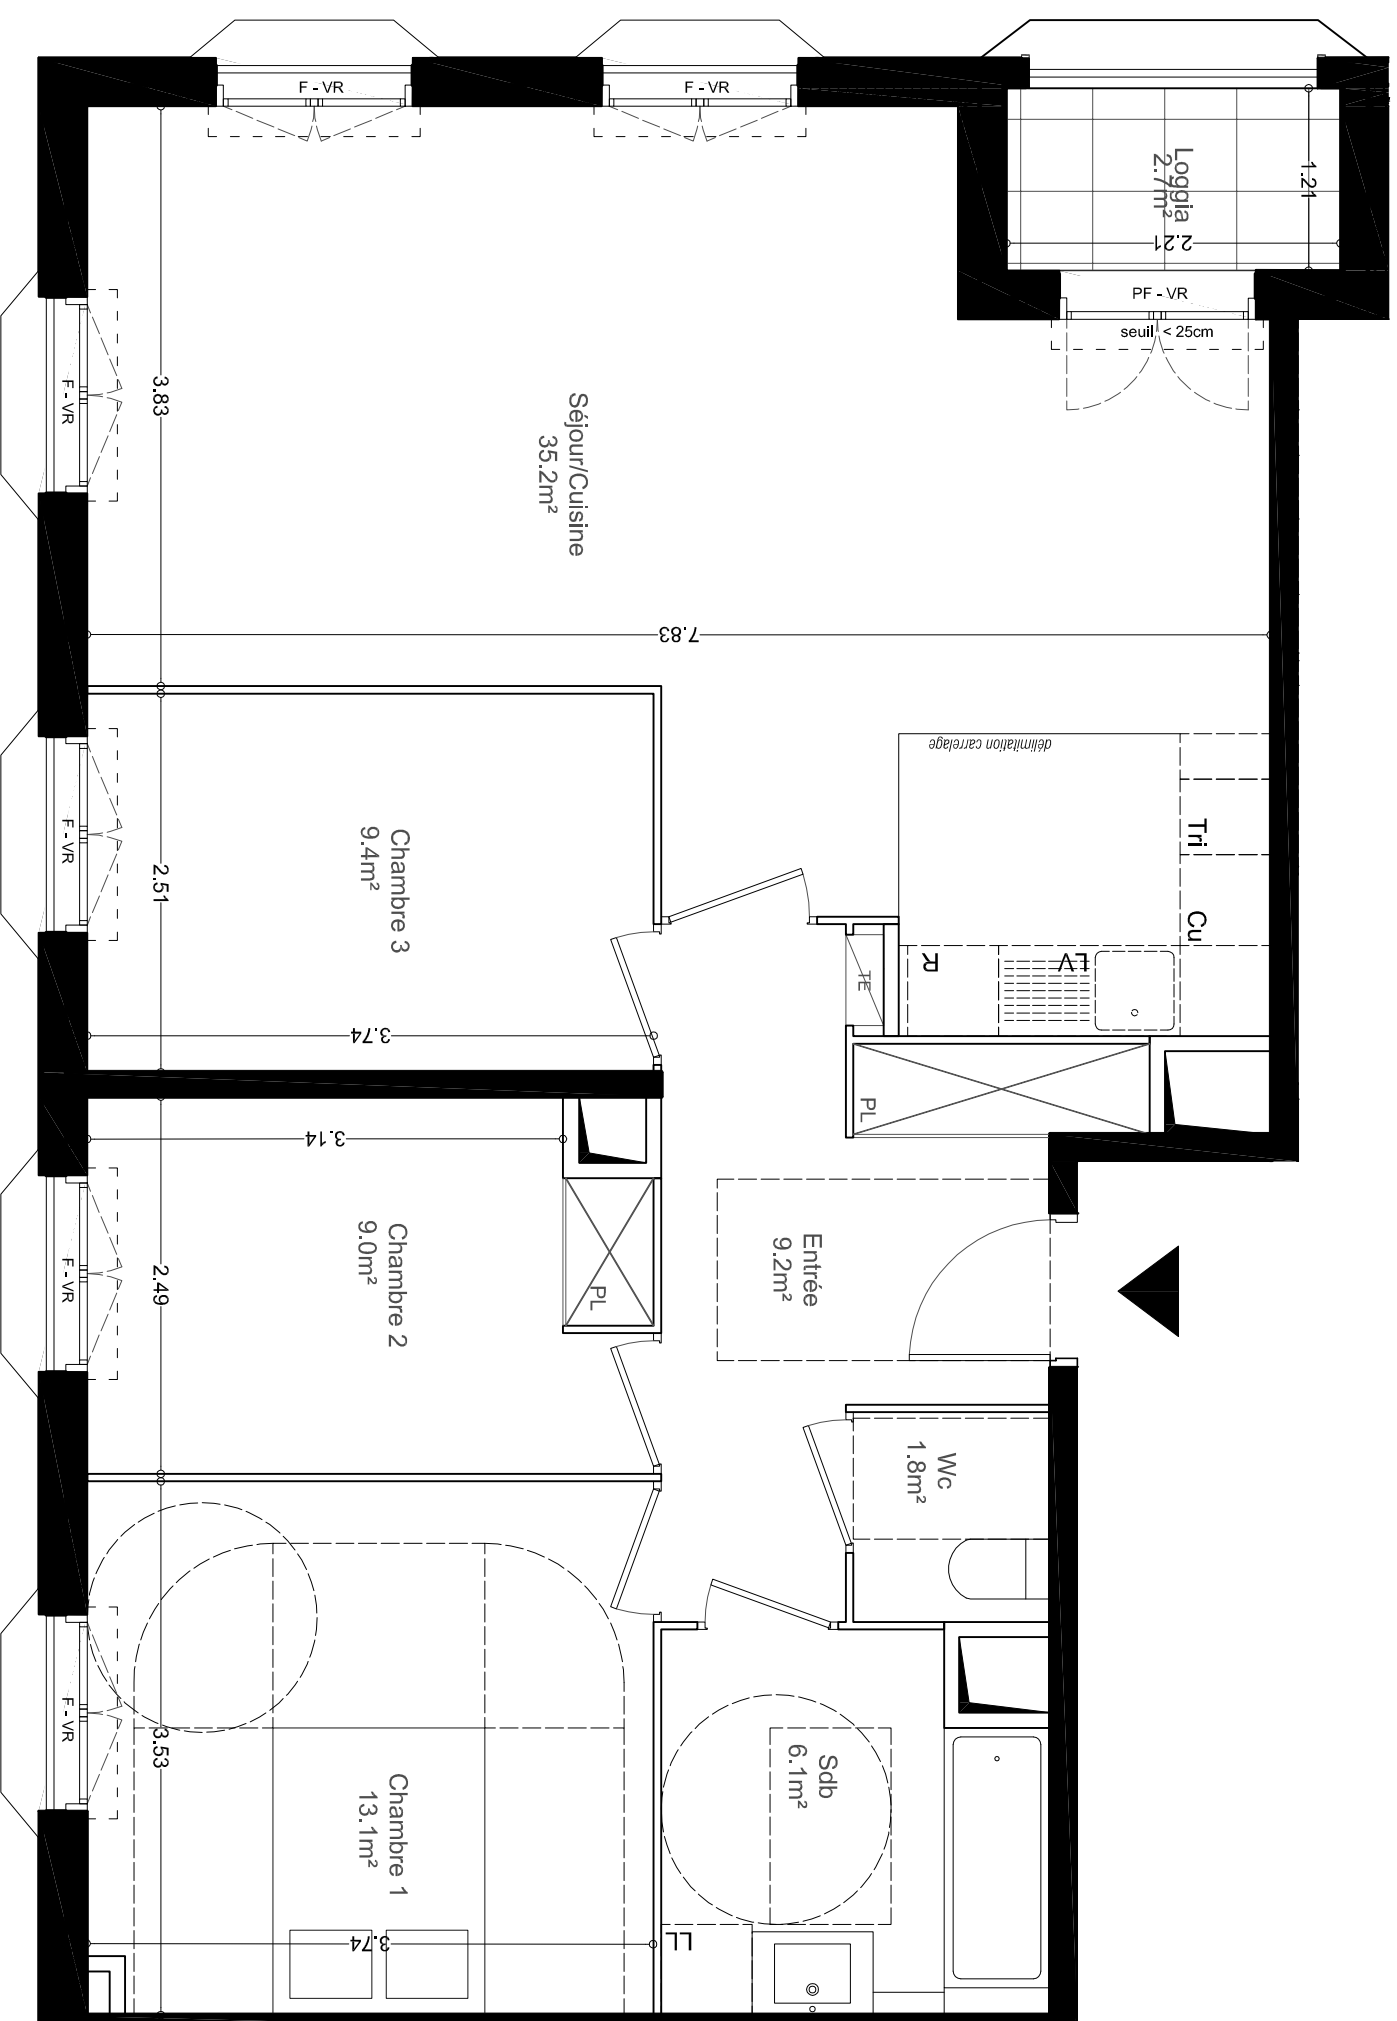 F - VR
F - VR
Loggia
2.7m²
1.21
2.21
PF - VR
seuil < 25cm
F - VR
3.83
Séjour/Cuisine
35.2m²
7.83
délimitation carrelage
Tri
Cu
LV
R
TE
PL
F - VR
2.51
Chambre 3
9.4m²
3.74
3.14
PL
Chambre 2
9.0m²
F - VR
2.49
Entrée
9.2m²
Wc
1.8m²
F - VR
3.53
Chambre 1
13.1m²
3.74
Sdb
6.1m²
LL